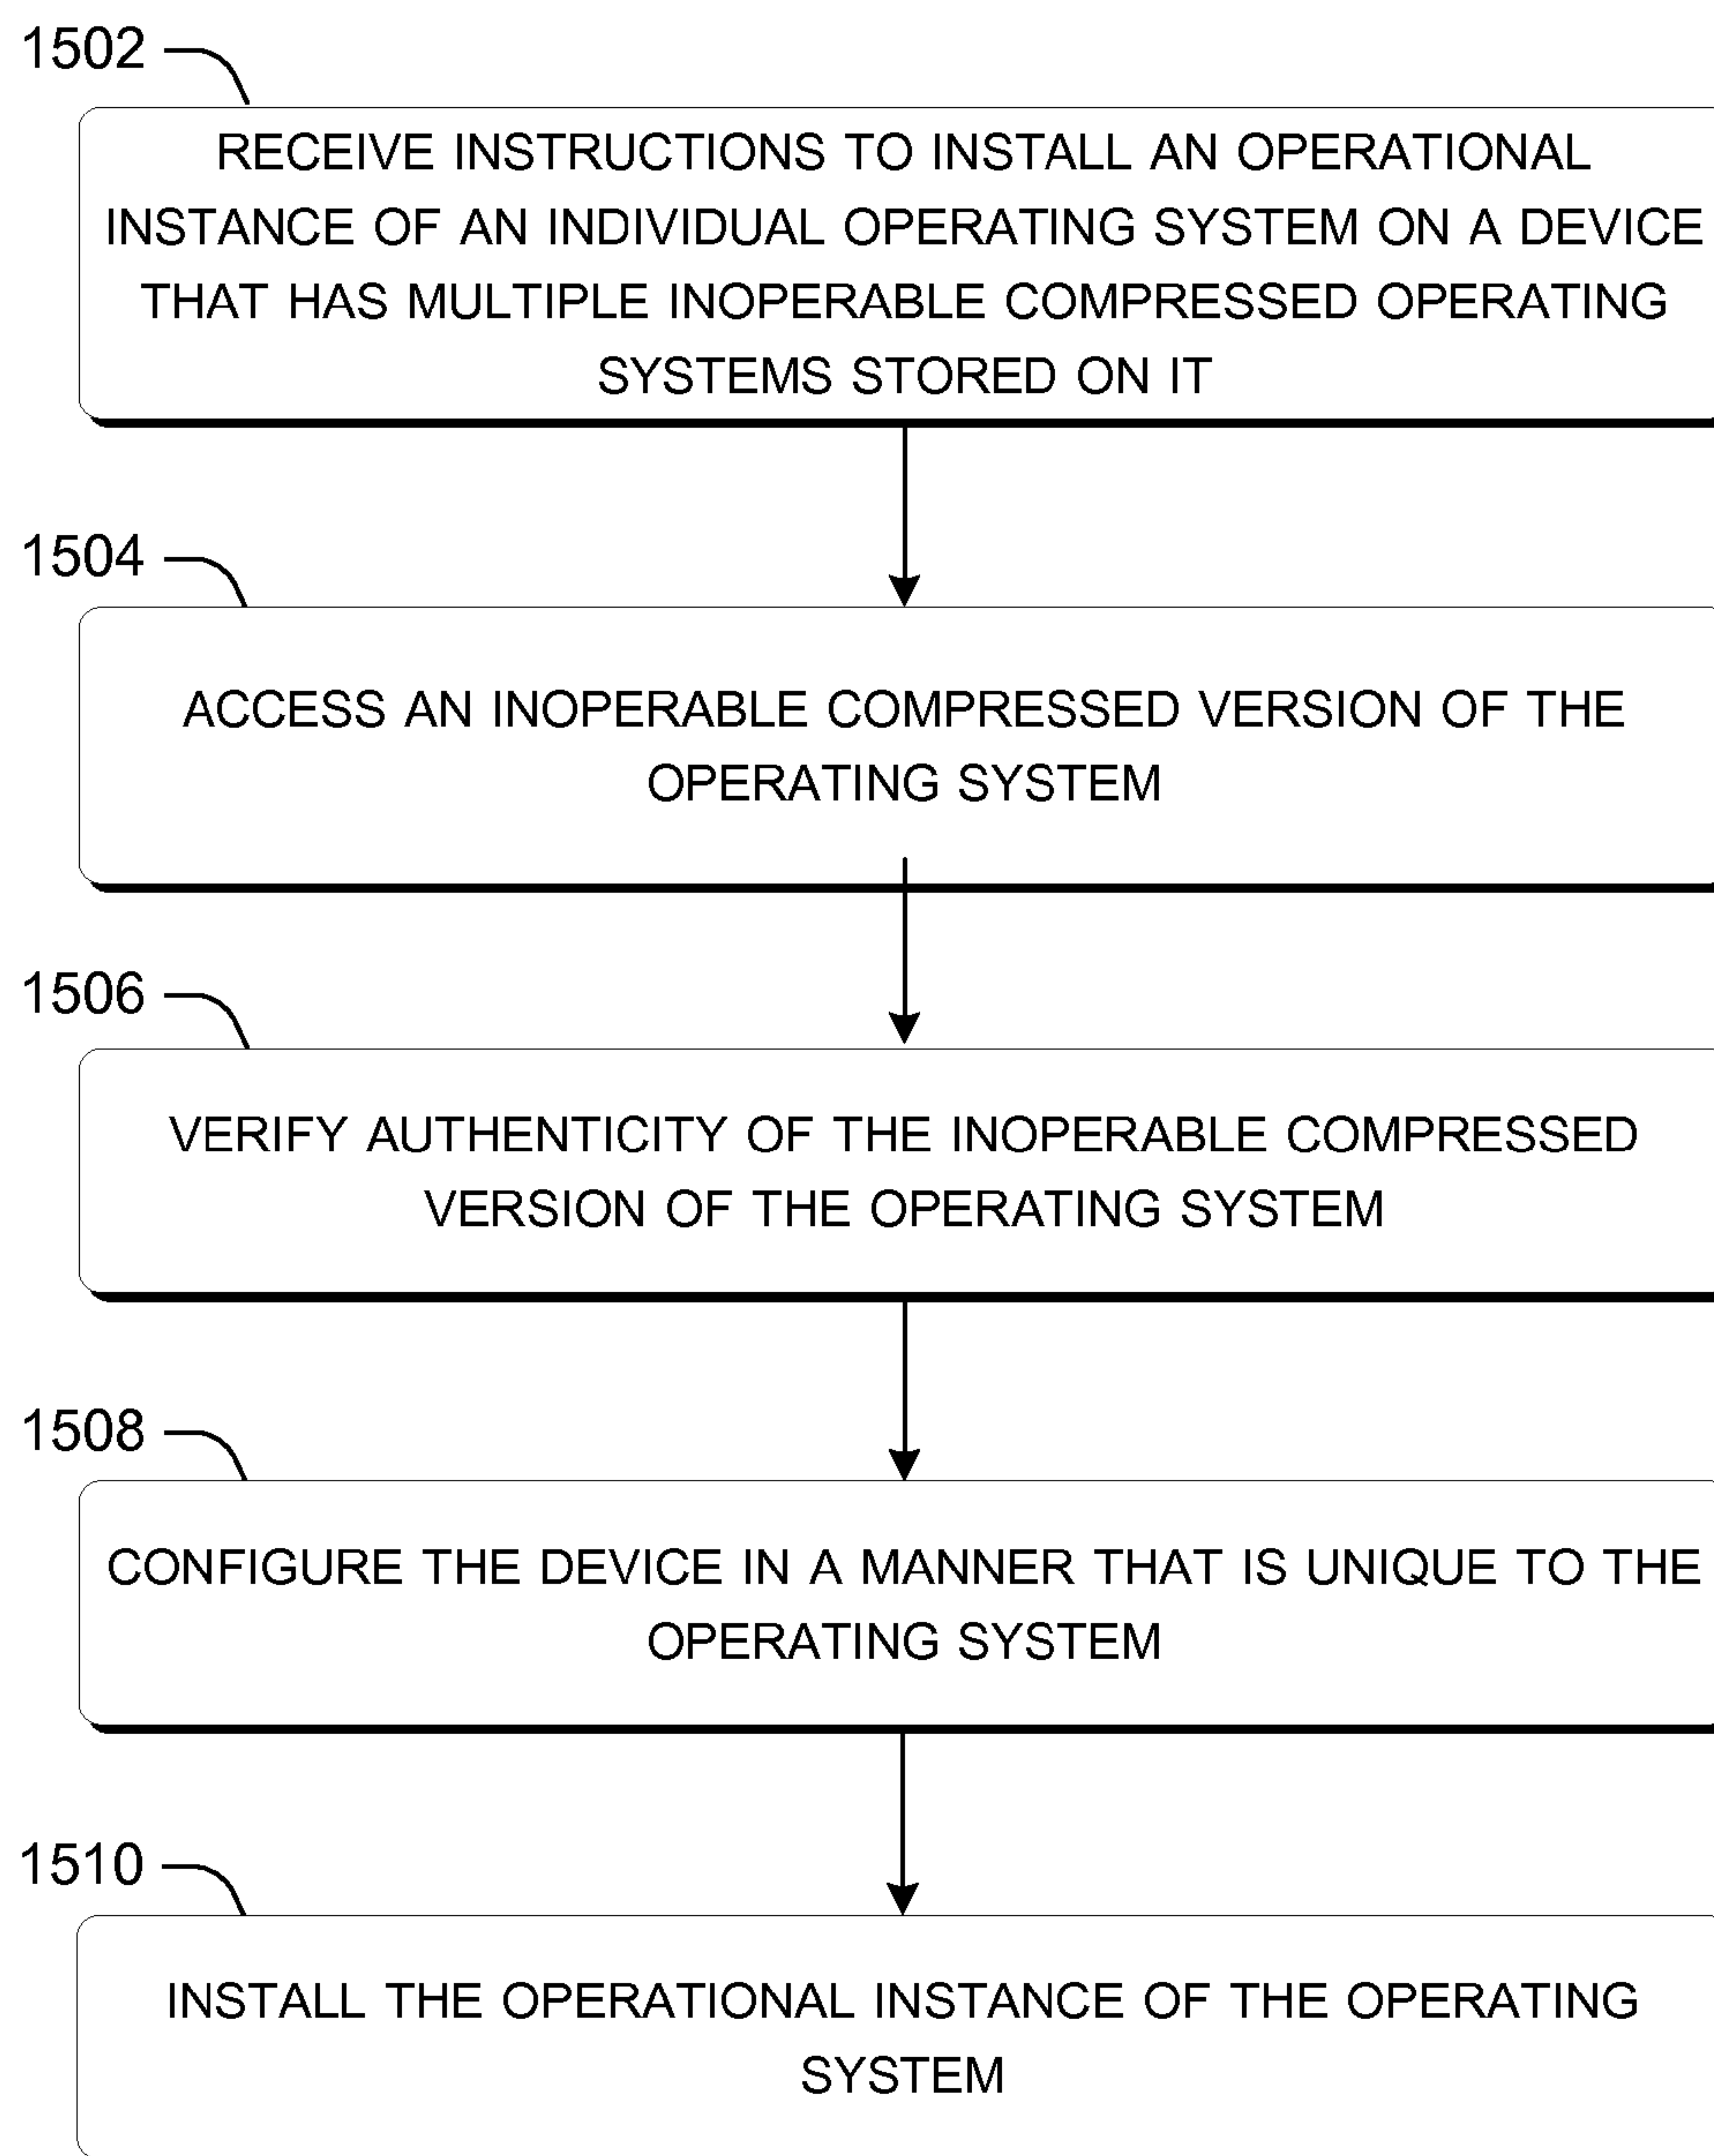 1502
RECEIVE INSTRUCTIONS TO INSTALL AN OPERATIONAL
INSTANCE OF AN INDIVIDUAL OPERATING SYSTEM ON A DEVICE
THAT HAS MULTIPLE INOPERABLE COMPRESSED OPERATING
SYSTEMS STORED ON IT
1504
ACCESS AN INOPERABLE COMPRESSED VERSION OF THE
OPERATING SYSTEM
1506
VERIFY AUTHENTICITY OF THE INOPERABLE COMPRESSED
VERSION OF THE OPERATING SYSTEM
1508
CONFIGURE THE DEVICE IN A MANNER THAT IS UNIQUE TO THE
OPERATING SYSTEM
1510
INSTALL THE OPERATIONAL INSTANCE OF THE OPERATING
SYSTEM